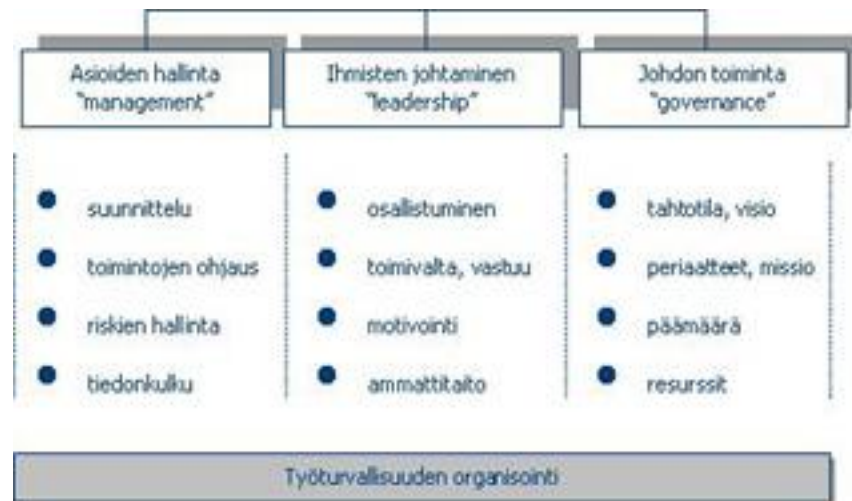 Asioiden hallinta
"management"
Ihmisten johtaminen
"leadership"
Johdon toiminta
"governance"
suunnittelu
toimintojen ohjaus
riskien hallinta
tiedonkulku
osallistuminen
toimivalta, vastuu
motivointi
ammattitaito
tahtotila, visio
periaatteet, missio
päämäärä
resurssit
Työturvallisuuden organisointi